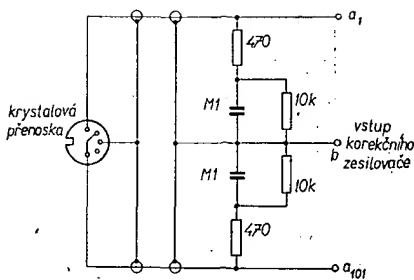 a1
470
10k
krystalová
přenoska
M1
vstup
b korekčního
zesilovače
M1
10k
470
a101